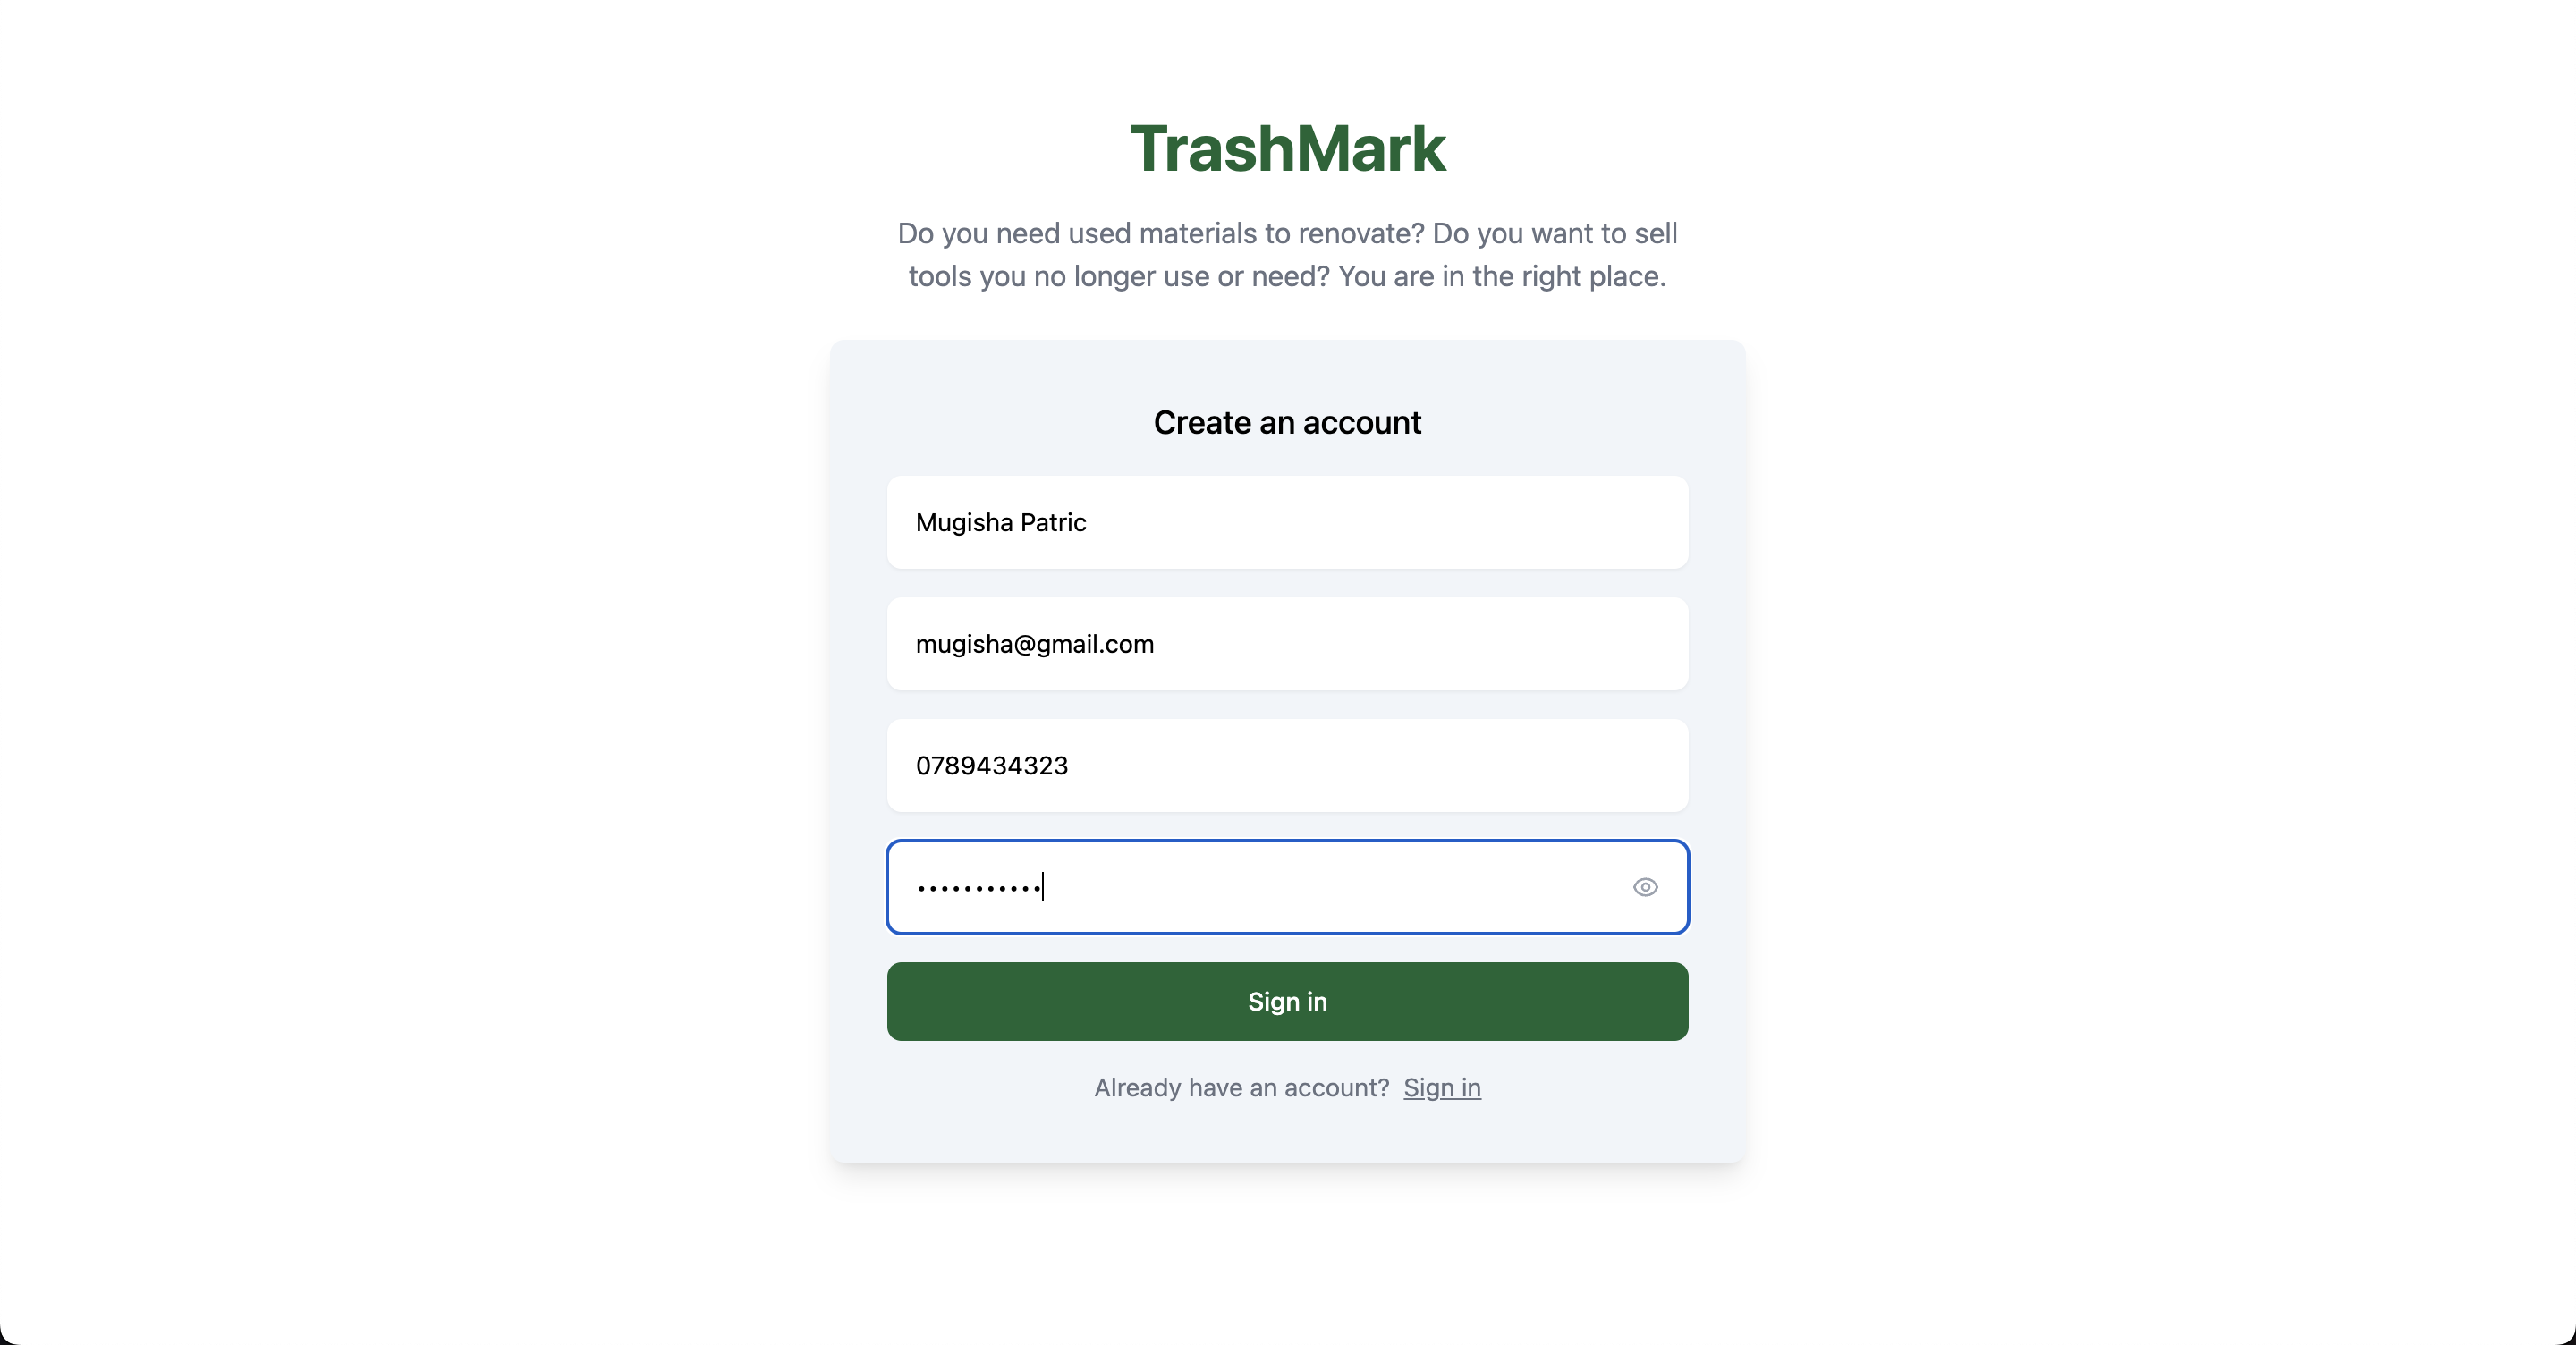 TrashMark
Do you need used materials to renovate? Do you want to sell
tools you no longer use or need? You are in the right place.
Create an account
Mugisha Patric
mugisha@gmail.com
0789434323
•••••••••••
Sign in
Already have an account? Sign in